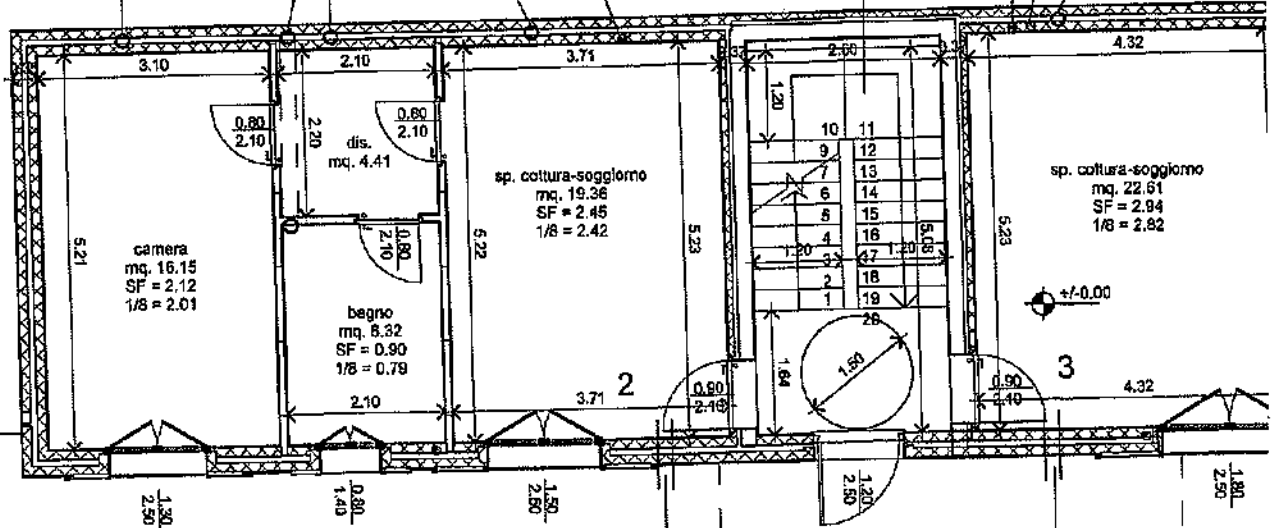 3.10
2.10
3.71
2.60
4.32
5.21
0.80
2.10
2.20
dis.
mq. 4.41
0.80
2.10
sp. cottura-soggiorno
mq. 19.36
SF = 2.45
1/8 = 2.42
5.22
5.23
1.20
10 11
9 12
7 13
6 14
5 15
4 16
3 17
2 18
1 19
20
1.20
1.20
5.08
sp. cottura-soggiorno
mq. 22.61
SF = 2.94
1/8 = 2.82
5.23
+/-0.00
camera
mq. 16.15
SF = 2.12
1/8 = 2.01
0.80
2.10
bagno
mq. 6.32
SF = 0.90
1/8 = 0.79
2.10
3.71
2
0.90
2.10
1.64
1.50
0.90
2.10
3
4.32
1.30
2.50
0.80
1.40
1.50
2.50
1.20
2.50
1.80
2.50